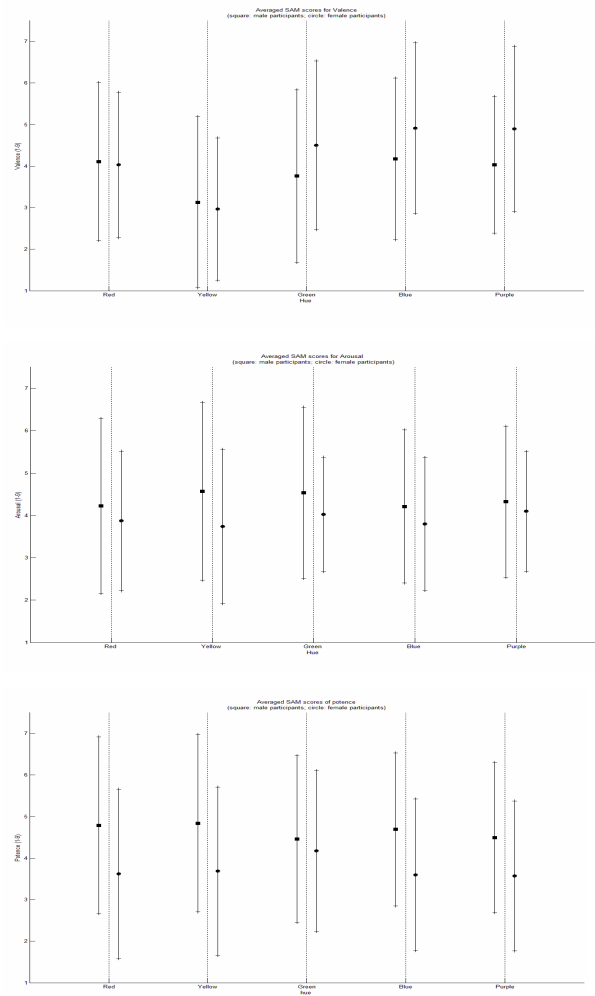 Averaged SAM scores for Valence
(square: male participants; circle: female participants)
7
6
5
4
3
2
1
Valence (1-9)
Red Yellow Green Blue Purple
Hue
Averaged SAM scores for Arousal
(square: male participants; circle: female participants)
7
6
5
4
3
2
1
Arousal (1-9)
Red Yellow Green Blue Purple
Hue
Averaged SAM scores of potence
(square: male participants; circle: female participants)
7
6
5
4
3
2
1
Potence (1-9)
Red Yellow Green Blue Purple
hue